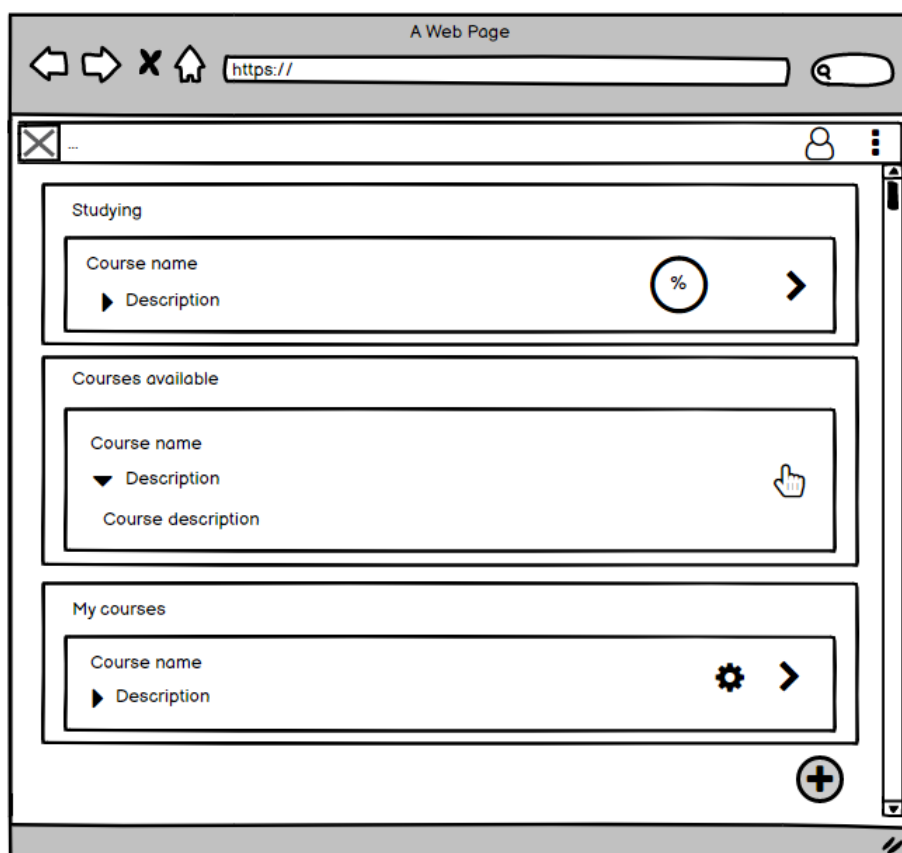 A Web Page
https://
...
Studying
Course name
%
Description
Courses available
Course name
Description
Course description
My courses
Course name
Description